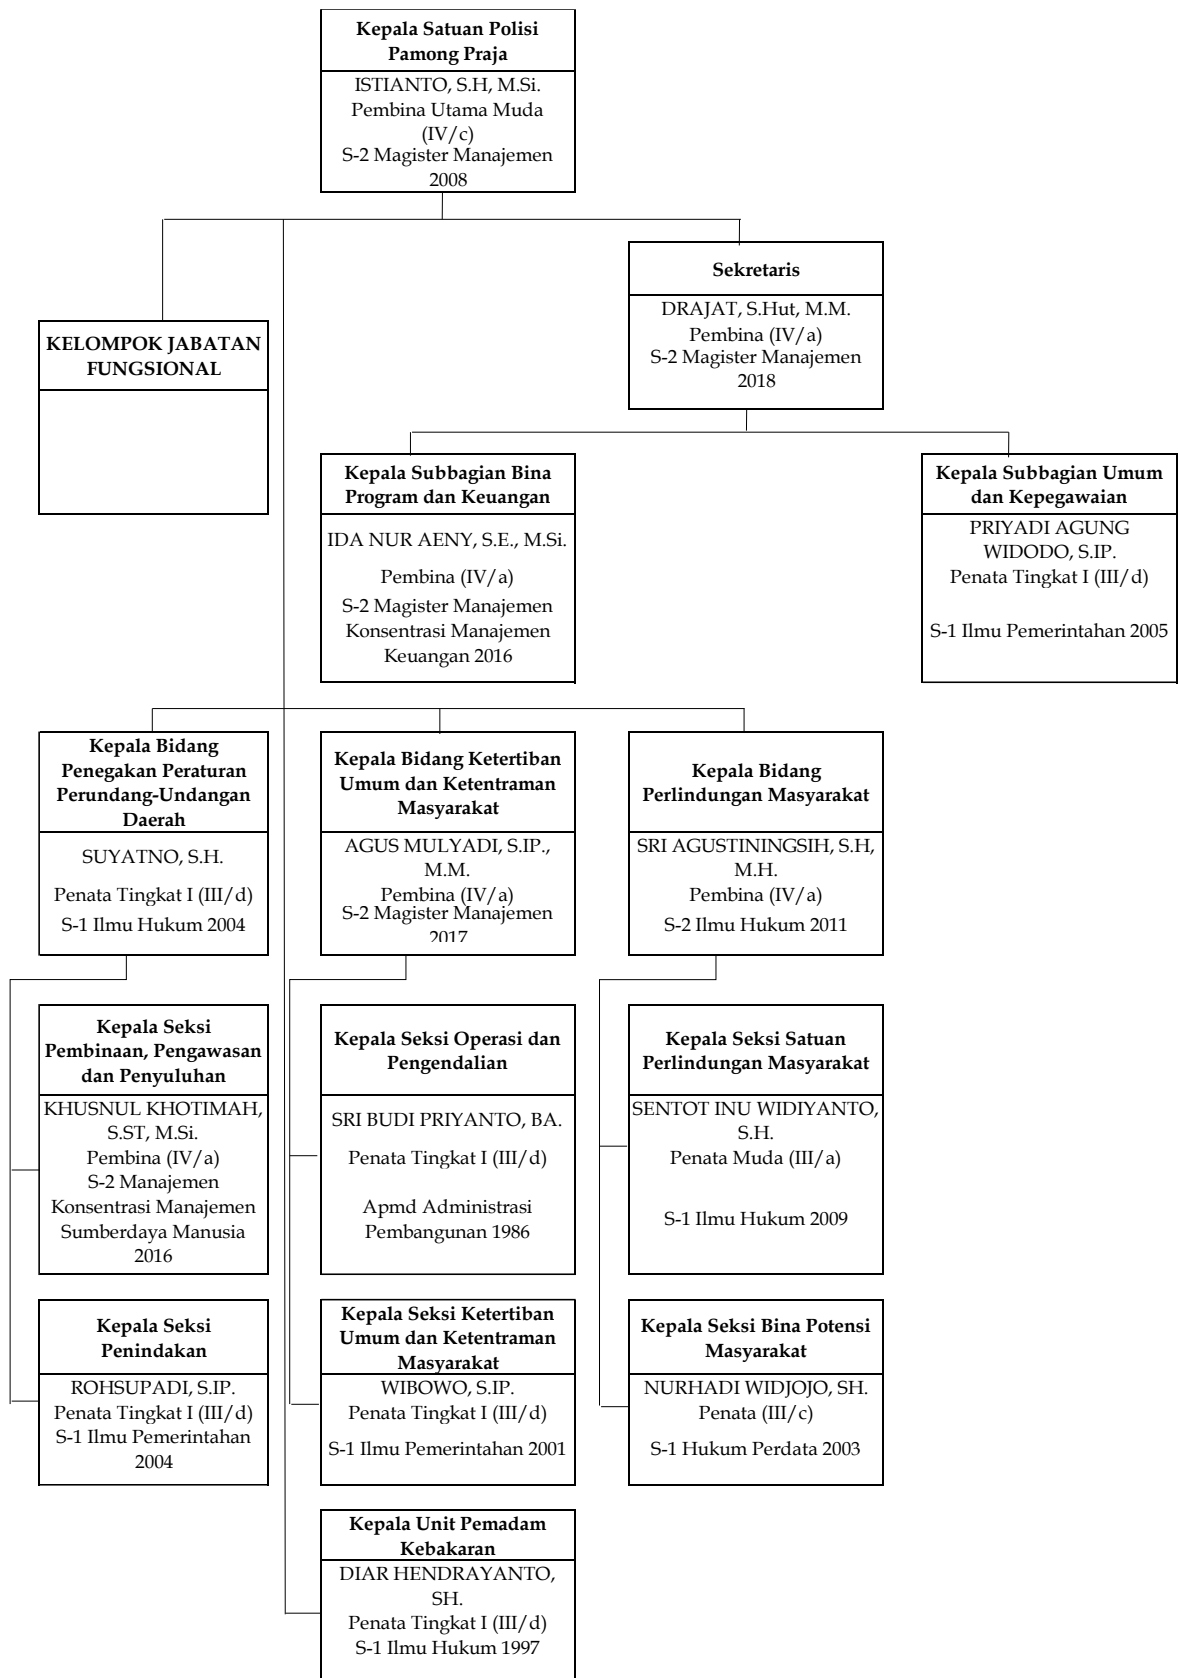 Kepala Satuan Polisi
Pamong Praja
ISTIANTO, S.H, M.Si.
Pembina Utama Muda
(IV/c)
S-2 Magister Manajemen
2008
Sekretaris
DRAJAT, S.Hut, M.M.
Pembina (IV/a)
S-2 Magister Manajemen
2018
KELOMPOK JABATAN
FUNGSIONAL
Kepala Subbagian Bina
Program dan Keuangan
IDA NUR AENY, S.E., M.Si.
Pembina (IV/a)
S-2 Magister Manajemen
Konsentrasi Manajemen
Keuangan 2016
Kepala Subbagian Umum
dan Kepegawaian
PRIYADI AGUNG
WIDODO, S.IP.
Penata Tingkat I (III/d)
S-1 Ilmu Pemerintahan 2005
Kepala Bidang
Penegakan Peraturan
Perundang-Undangan
Daerah
SUYATNO, S.H.
Penata Tingkat I (III/d)
S-1 Ilmu Hukum 2004
Kepala Bidang Ketertiban
Umum dan Ketentraman
Masyarakat
AGUS MULYADI, S.IP.,
M.M.
Pembina (IV/a)
S-2 Magister Manajemen
2017
Kepala Bidang
Perlindungan Masyarakat
SRI AGUSTININGSIH, S.H,
M.H.
Pembina (IV/a)
S-2 Ilmu Hukum 2011
Kepala Seksi
Pembinaan, Pengawasan
dan Penyuluhan
KHUSNUL KHOTIMAH,
S.ST, M.Si.
Pembina (IV/a)
S-2 Manajemen
Konsentrasi Manajemen
Sumberdaya Manusia
2016
Kepala Seksi Operasi dan
Pengendalian
SRI BUDI PRIYANTO, BA.
Penata Tingkat I (III/d)
Apmd Administrasi
Pembangunan 1986
Kepala Seksi Satuan
Perlindungan Masyarakat
SENTOT INU WIDIYANTO,
S.H.
Penata Muda (III/a)
S-1 Ilmu Hukum 2009
Kepala Seksi
Penindakan
ROHSUPADI, S.IP.
Penata Tingkat I (III/d)
S-1 Ilmu Pemerintahan
2004
Kepala Seksi Ketertiban
Umum dan Ketentraman
Masyarakat
WIBOWO, S.IP.
Penata Tingkat I (III/d)
S-1 Ilmu Pemerintahan 2001
Kepala Seksi Bina Potensi
Masyarakat
NURHADI WIDJOJO, SH.
Penata (III/c)
S-1 Hukum Perdata 2003
Kepala Unit Pemadam
Kebakaran
DIAR HENDRAYANTO,
SH.
Penata Tingkat I (III/d)
S-1 Ilmu Hukum 1997